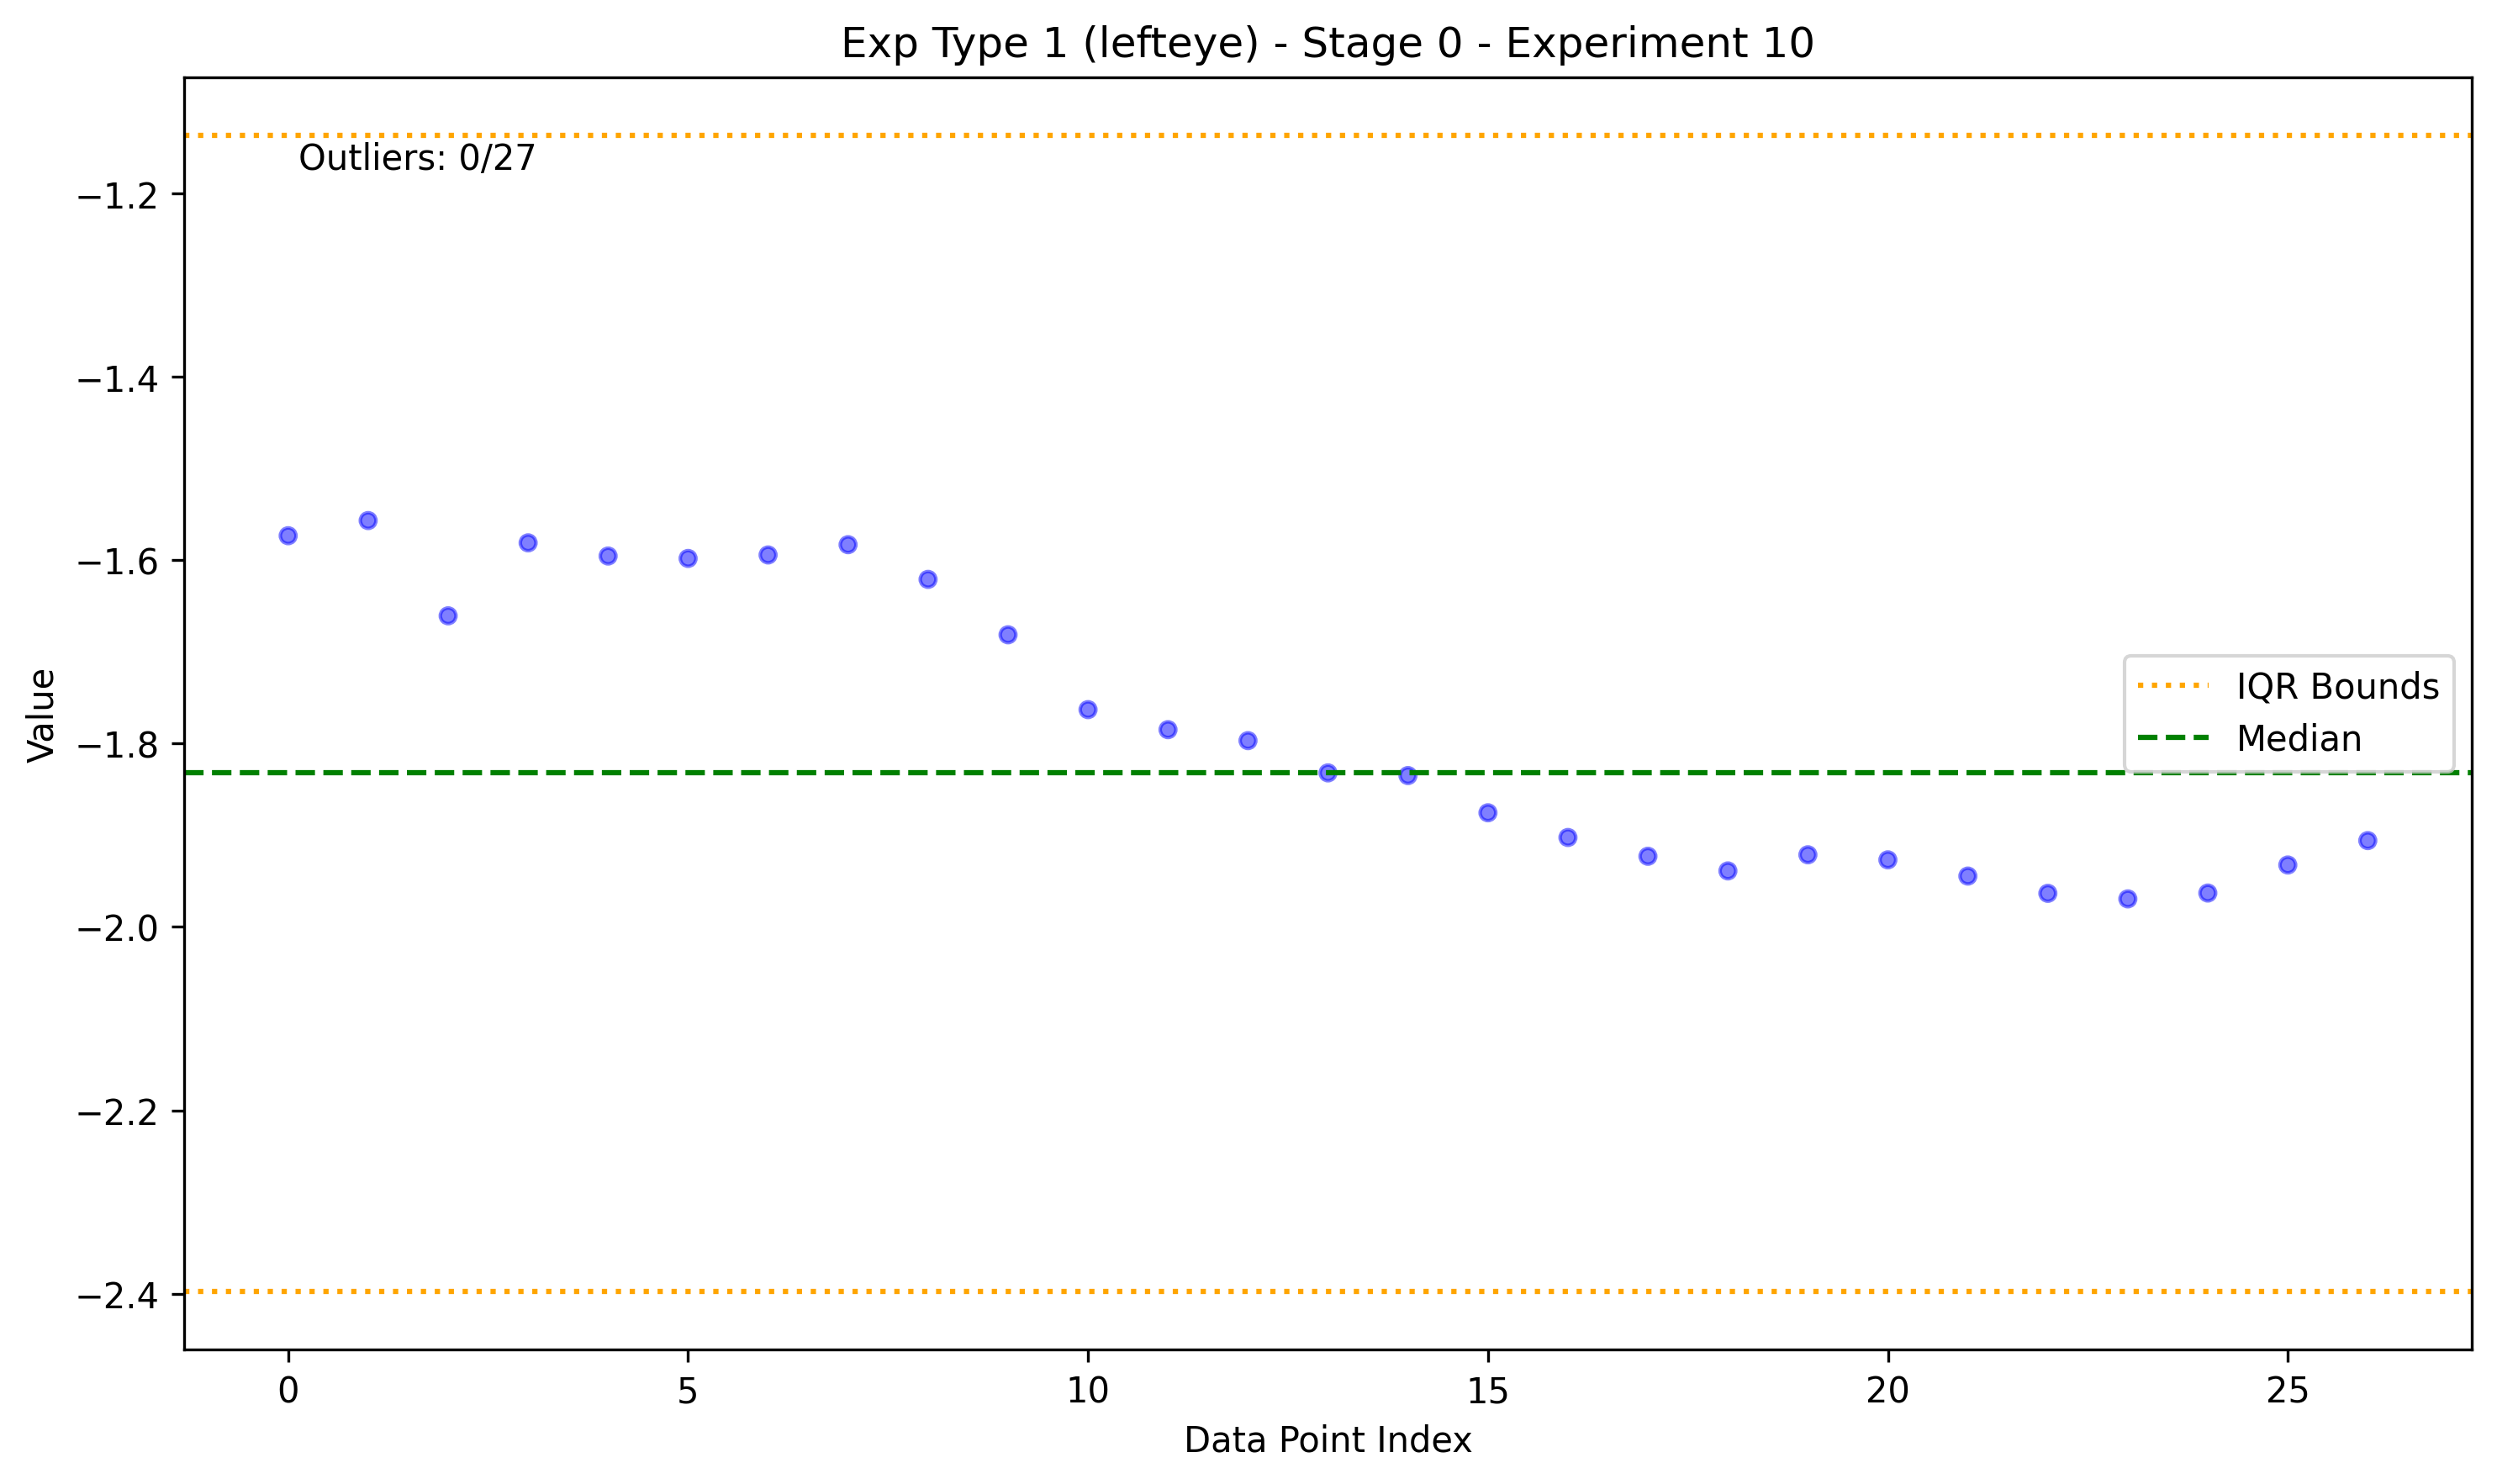 Exp Type 1 (lefteye) - Stage 0 - Experiment 10
Outliers: 0/27
−1.2
−1.4
−1.6
−1.8
−2.0
−2.2
−2.4
Value
IQR Bounds
Median
0 5 10 15 20 25
Data Point Index